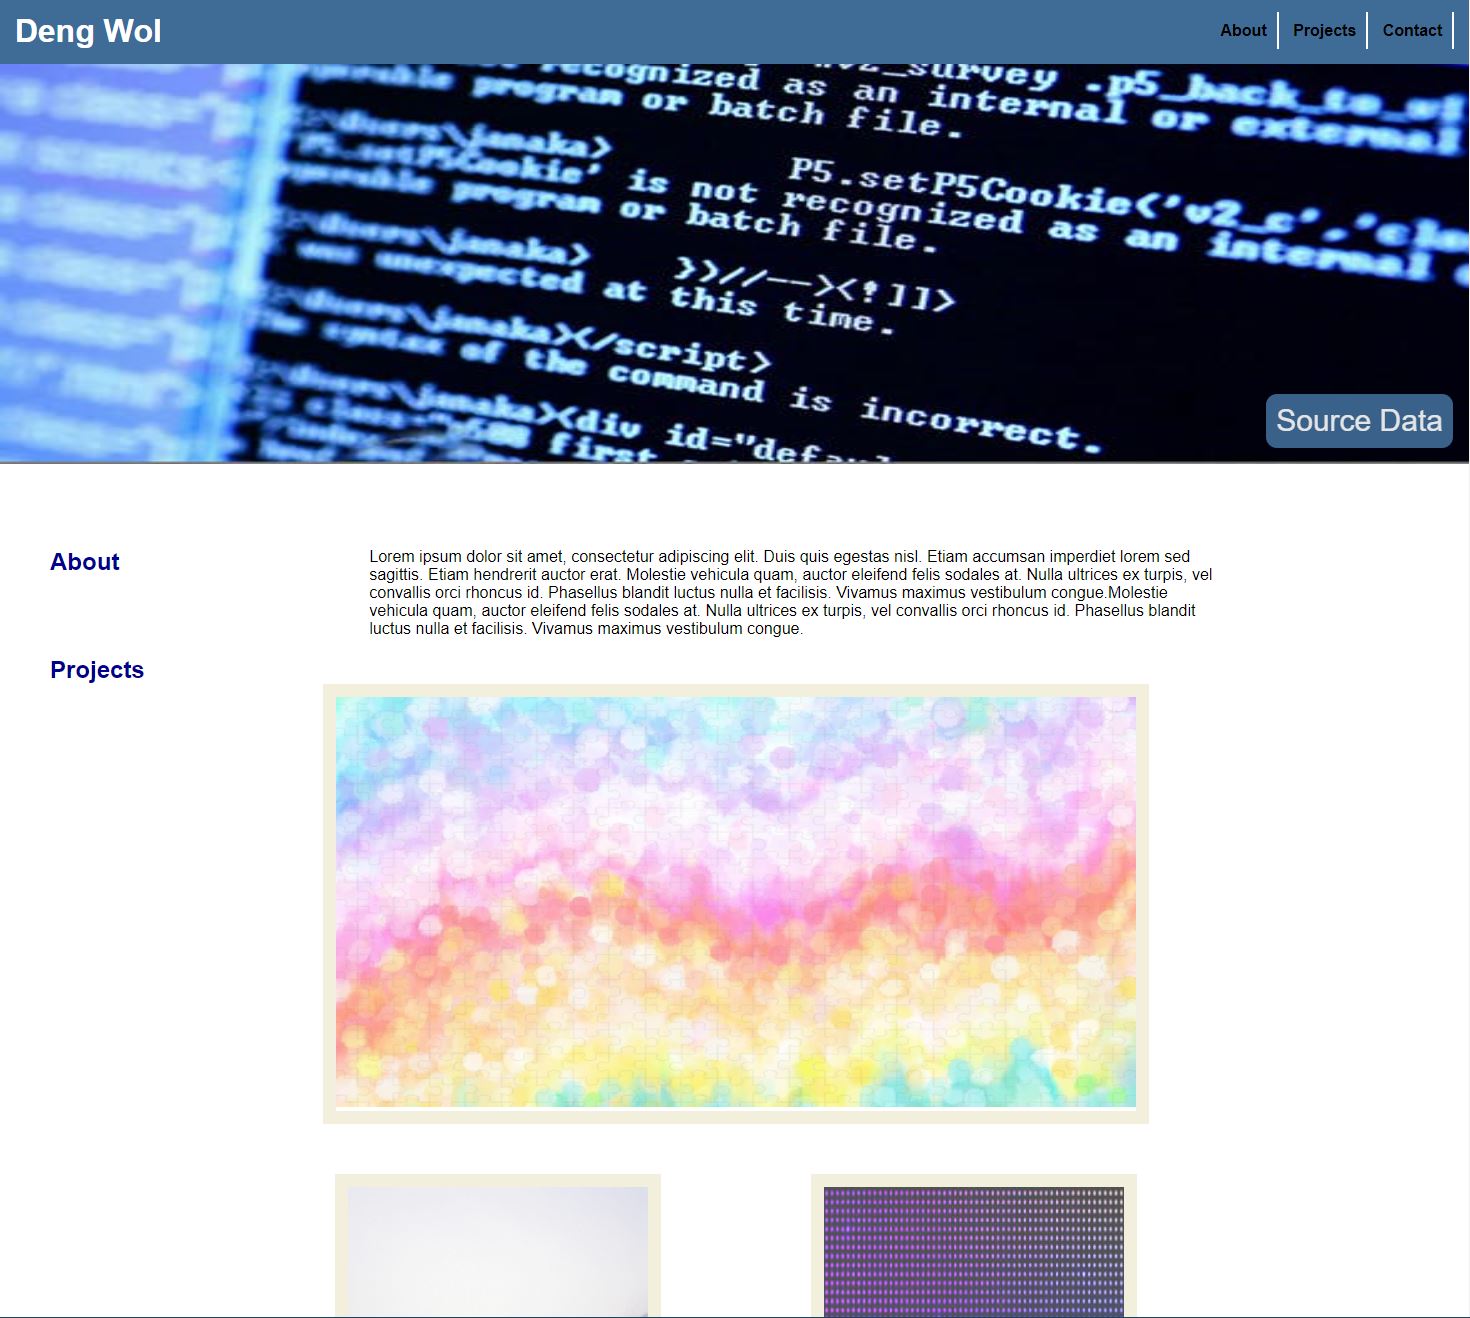 Deng Wol
About
Projects
Contact
recognized as an internal or external
program or batch file.
P5.setP5Cookie('v2_c','
is not recognized as an internal
program or batch file.
}})//--><!]]>
unexpected at this time.
</script>
of the command is incorrect.
<div id="defaul
first
Source Data
About
Lorem ipsum dolor sit amet, consectetur adipiscing elit. Duis quis egestas nisl. Etiam accumsan imperdiet lorem sed
sagittis. Etiam hendrerit auctor erat. Molestie vehicula quam, auctor eleifend felis sodales at. Nulla ultrices ex turpis, vel
convallis orci rhoncus id. Phasellus blandit luctus nulla et facilisis. Vivamus maximus vestibulum congue.Molestie
vehicula quam, auctor eleifend felis sodales at. Nulla ultrices ex turpis, vel convallis orci rhoncus id. Phasellus blandit
luctus nulla et facilisis. Vivamus maximus vestibulum congue.
Projects